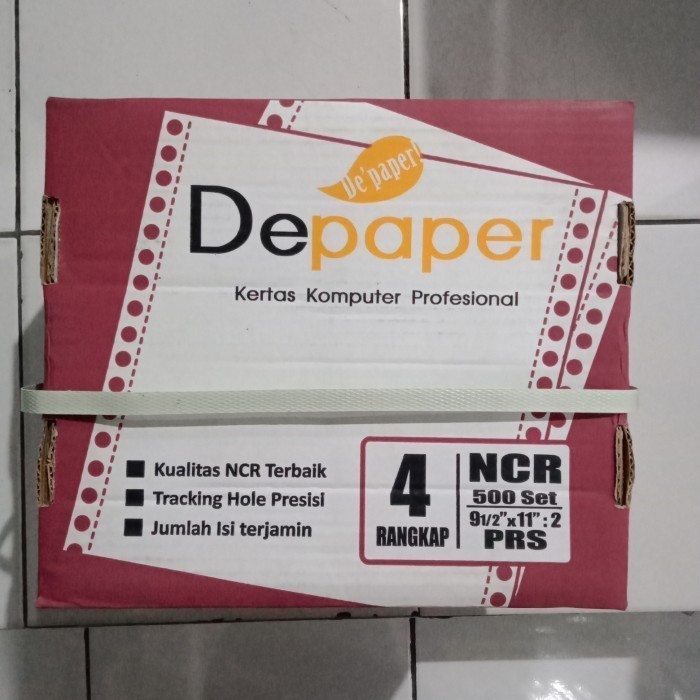 De'paper!
Depaper
Kertas Komputer Profesional
Kualitas NCR Terbaik
Tracking Hole Presisi
Jumlah Isi terjamin
4
RANGKAP
NCR
500 Set
9 1/2"x11" : 2
PRS